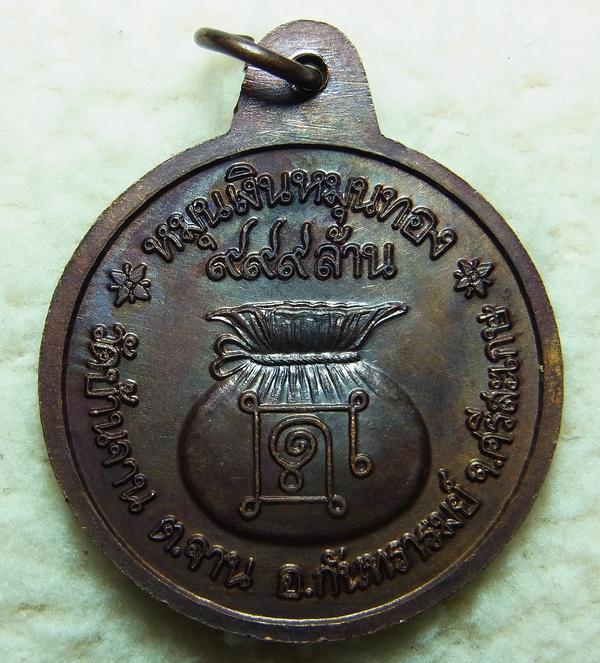 หมุนเงินหมุนทอง
๙๙๙ล้าน
วัดบ้านจาน ต.จาน อ.กันทรารมย์ จ.ศรีสะเกษ